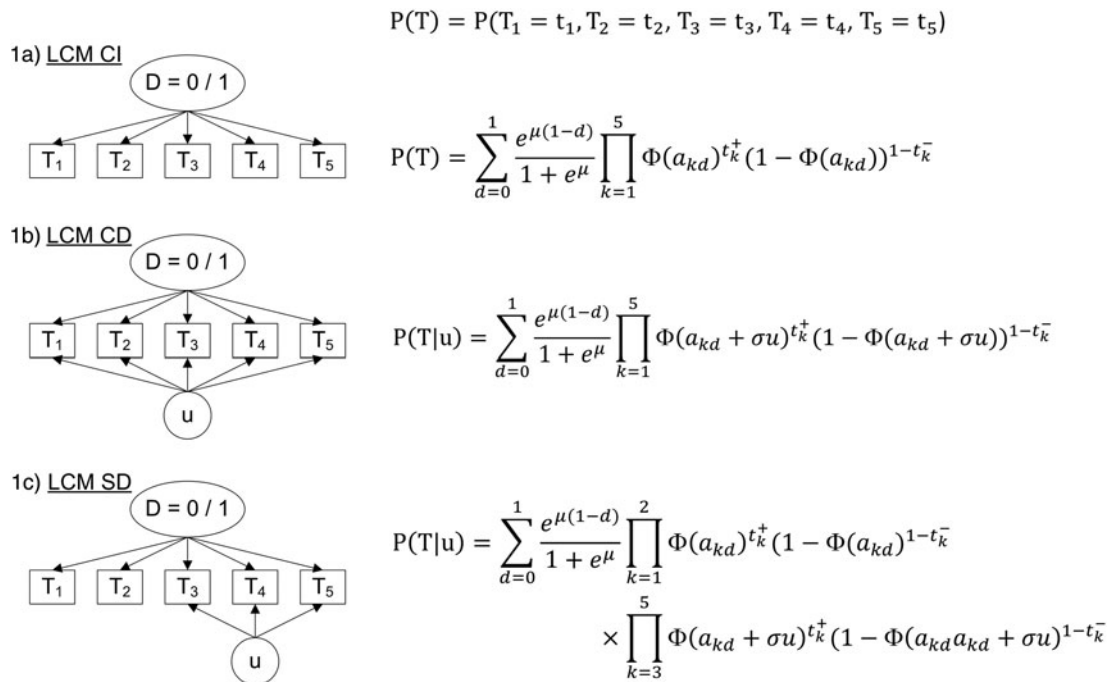 P(T) = P(T₁ = t₁, T₂ = t₂, T₃ = t₃, T₄ = t₄, T₅ = t₅)
1a) LCM CI
D = 0 / 1
T₁ T₂ T₃ T₄ T₅
P(T) = ∑_{d=0}^{1} \frac{e^{μ(1−d)}}{1 + e^{μ}} ∏_{k=1}^{5} Φ(a_{kd})^{t_k^+} (1 − Φ(a_{kd}))^{1−t_k^−}
1b) LCM CD
D = 0 / 1
T₁ T₂ T₃ T₄ T₅
u
P(T|u) = ∑_{d=0}^{1} \frac{e^{μ(1−d)}}{1 + e^{μ}} ∏_{k=1}^{5} Φ(a_{kd} + σu)^{t_k^+} (1 − Φ(a_{kd} + σu))^{1−t_k^−}
1c) LCM SD
D = 0 / 1
T₁ T₂ T₃ T₄ T₅
u
P(T|u) = ∑_{d=0}^{1} \frac{e^{μ(1−d)}}{1 + e^{μ}} ∏_{k=1}^{2} Φ(a_{kd})^{t_k^+} (1 − Φ(a_{kd})^{1−t_k^−}
× ∏_{k=3}^{5} Φ(a_{kd} + σu)^{t_k^+} (1 − Φ(a_{kd}a_{kd} + σu)^{1−t_k^−}